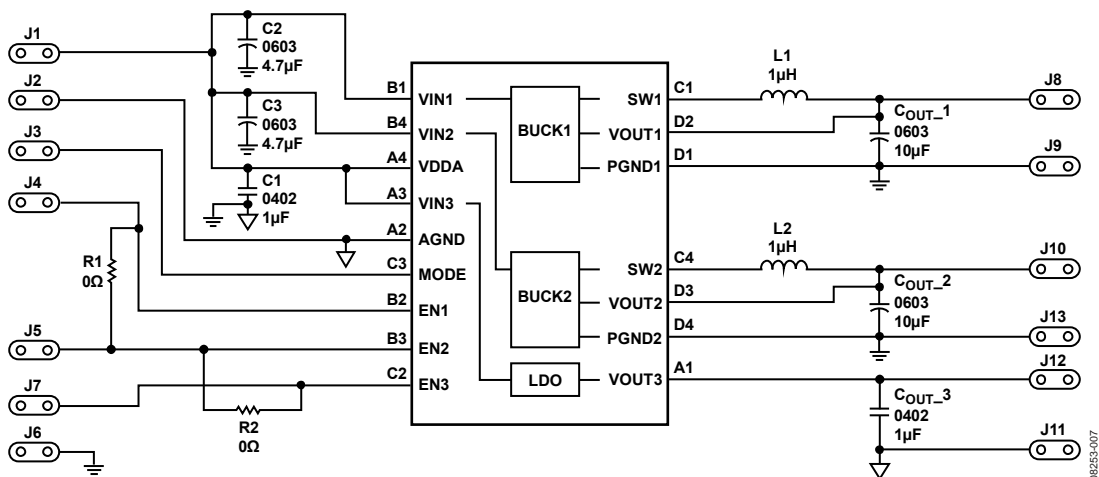 J1
J2
J3
J4
J5
J7
J6
C2
0603
4.7µF
C3
0603
4.7µF
C1
0402
1µF
R1
0Ω
R2
0Ω
B1
B4
A4
A3
A2
C3
B2
B3
C2
VIN1
VIN2
VDDA
VIN3
AGND
MODE
EN1
EN2
EN3
BUCK1
BUCK2
LDO
SW1
VOUT1
PGND1
SW2
VOUT2
PGND2
VOUT3
C1
D2
D1
C4
D3
D4
A1
L1
1µH
L2
1µH
COUT_1
0603
10µF
COUT_2
0603
10µF
COUT_3
0402
1µF
J8
J9
J10
J13
J12
J11
08253-007